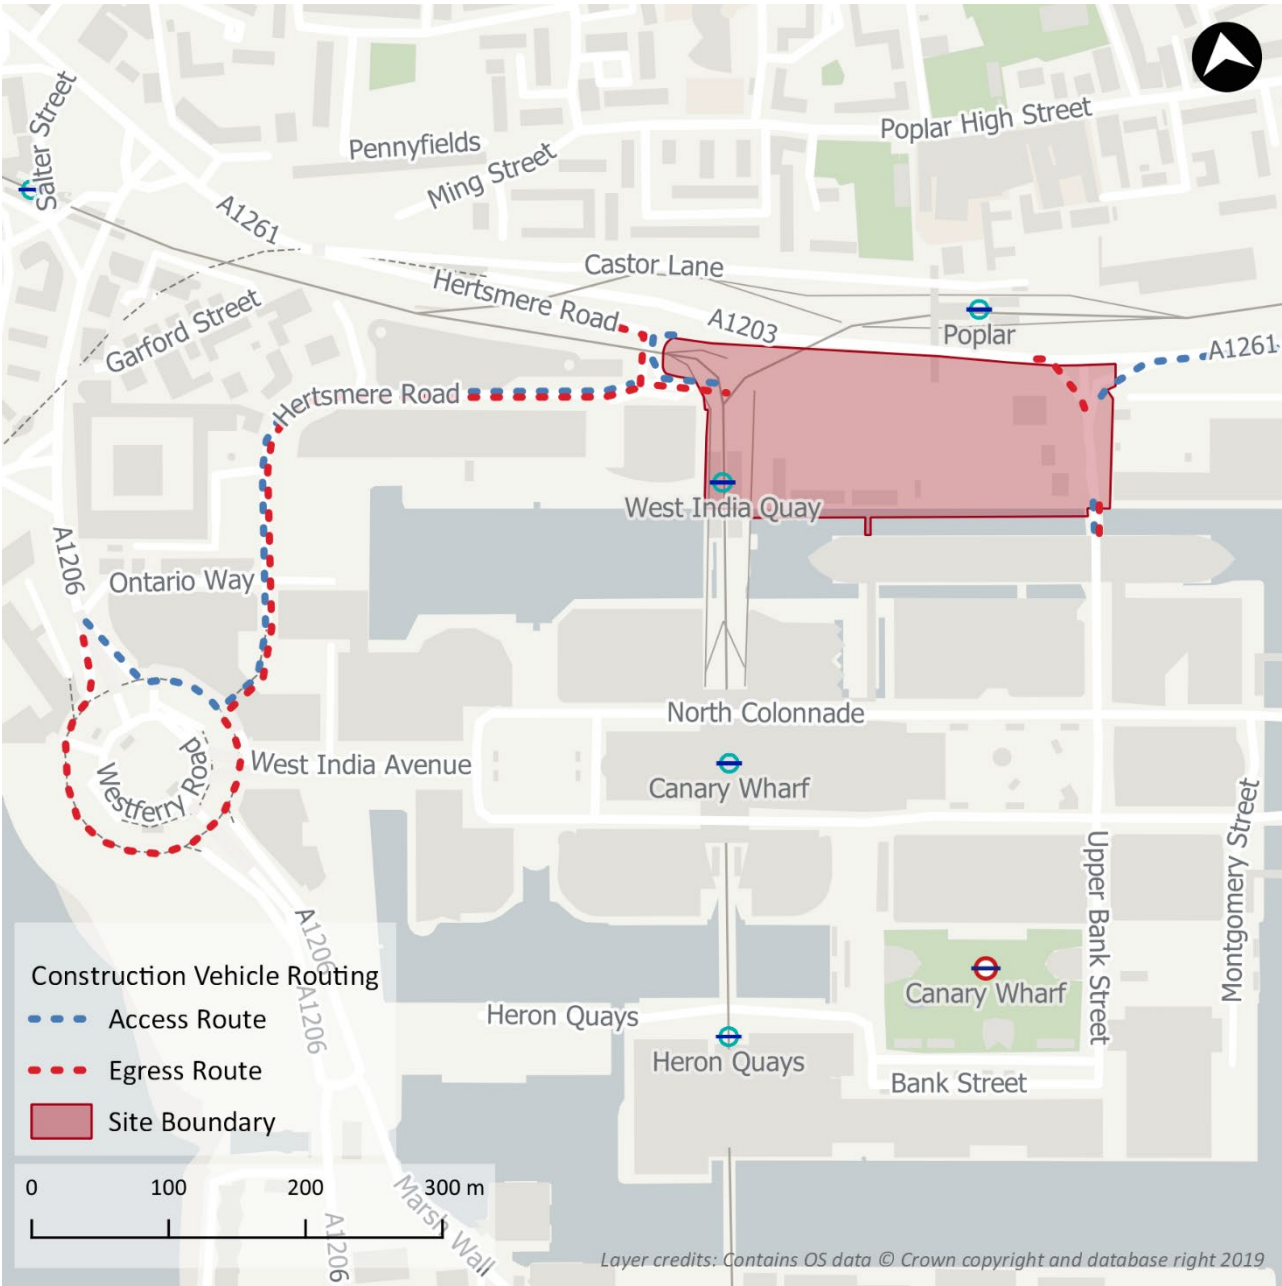 Salter Street
Pennyfields
Ming Street
Poplar High Street
A1261
Castor Lane
Hertsmere Road
A1203
Poplar
A1261
Garford Street
Hertsmere Road
West India Quay
A1206
Ontario Way
North Colonnade
West India Avenue
Westferry Road
Canary Wharf
Montgomery Street
Upper Bank Street
A1206
Canary Wharf
A1206
Heron Quays
Heron Quays
Bank Street
Construction Vehicle Routing
Access Route
Egress Route
Site Boundary
0 100 200 300 m
Marsh Wall
A1206
Layer credits: Contains OS data © Crown copyright and database right 2019